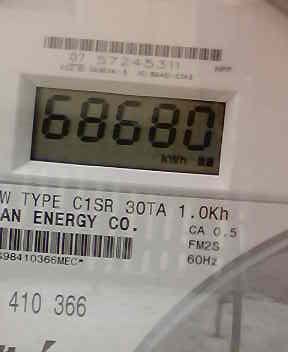 07 57245311
68680
kWh
W TYPE C1SR 30TA 1.0Kh
AN ENERGY CO.
CA 0.5
FM2S
60Hz
S98410366MEC*
410 366